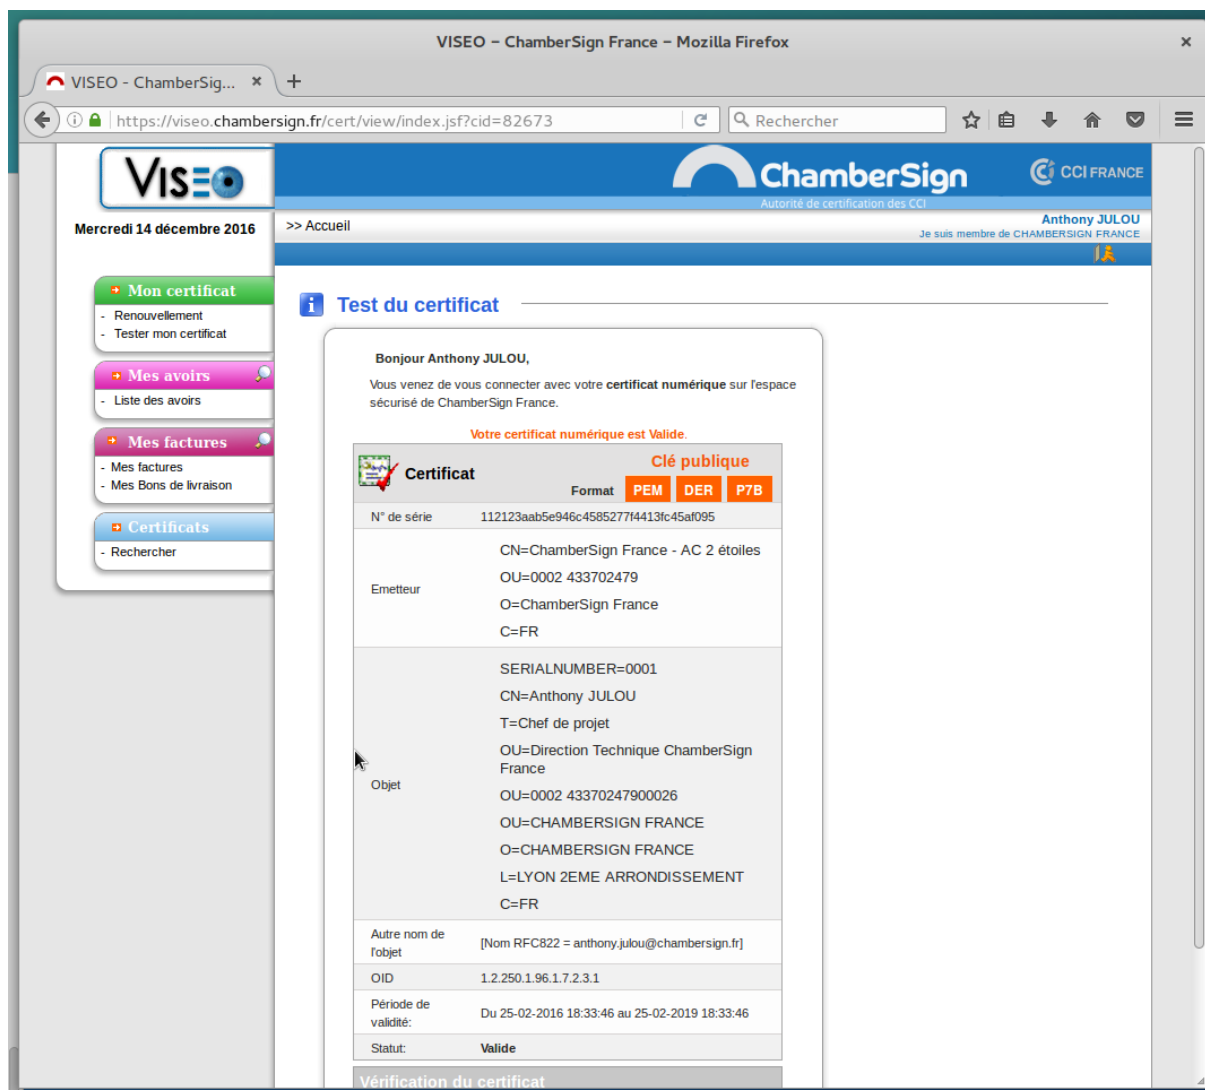 VISEO – ChamberSign France – Mozilla Firefox
VISEO - ChamberSig...
https://viseo.chambersign.fr/cert/view/index.jsf?cid=82673
Rechercher
VISEO
ChamberSign
CCI FRANCE
Autorité de certification des CCI
Mercredi 14 décembre 2016
>> Accueil
Anthony JULOU
Je suis membre de CHAMBERSIGN FRANCE
Mon certificat
- Renouvellement
- Tester mon certificat
Mes avoirs
- Liste des avoirs
Mes factures
- Mes factures
- Mes Bons de livraison
Certificats
- Rechercher
Test du certificat
Bonjour Anthony JULOU,
Vous venez de vous connecter avec votre certificat numérique sur l'espace
sécurisé de ChamberSign France.
Votre certificat numérique est Valide.
Certificat
Clé publique
Format PEM DER P7B
N° de série 112123aab5e946c4585277f4413fc45af095
Emetteur
CN=ChamberSign France - AC 2 étoiles
OU=0002 433702479
O=ChamberSign France
C=FR
Objet
SERIALNUMBER=0001
CN=Anthony JULOU
T=Chef de projet
OU=Direction Technique ChamberSign
France
OU=0002 43370247900026
OU=CHAMBERSIGN FRANCE
O=CHAMBERSIGN FRANCE
L=LYON 2EME ARRONDISSEMENT
C=FR
Autre nom de
l'objet
[Nom RFC822 = anthony.julou@chambersign.fr]
OID 1.2.250.1.96.1.7.2.3.1
Période de
validité:
Du 25-02-2016 18:33:46 au 25-02-2019 18:33:46
Statut: Valide
Vérification du certificat